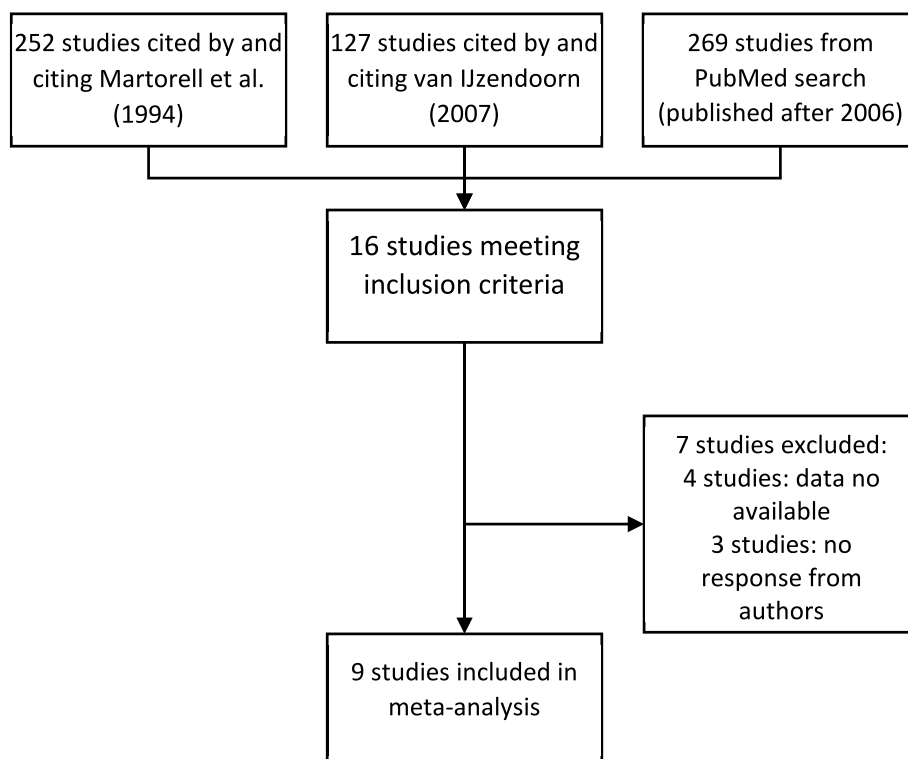 252 studies cited by and
citing Martorell et al.
(1994)
127 studies cited by and
citing van IJzendoorn
(2007)
269 studies from
PubMed search
(published after 2006)
16 studies meeting
inclusion criteria
7 studies excluded:
4 studies: data no
available
3 studies: no
response from
authors
9 studies included in
meta-analysis